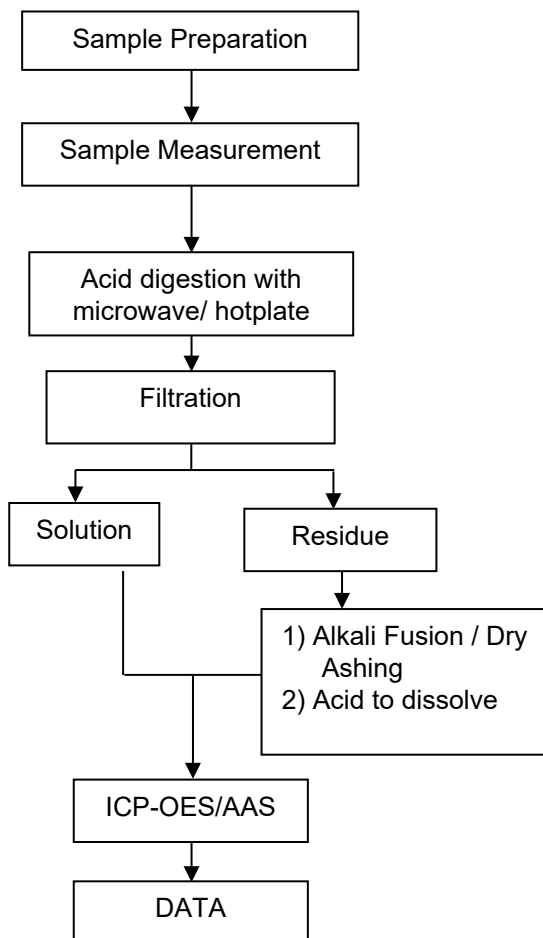 Sample Preparation
Sample Measurement
Acid digestion with
microwave/ hotplate
Filtration
Solution
Residue
1) Alkali Fusion / Dry
Ashing
2) Acid to dissolve
ICP-OES/AAS
DATA